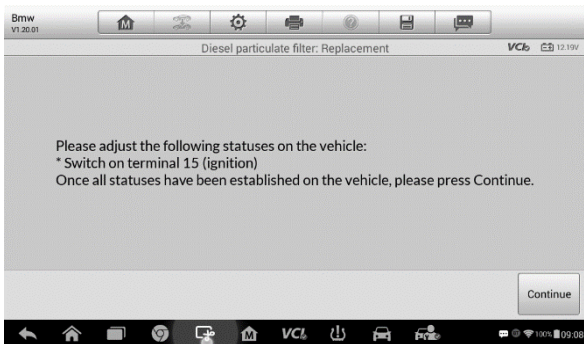 Bmw
V1.20.01
M
Diesel particulate filter: Replacement
VCI
12.19V
Please adjust the following statuses on the vehicle:
* Switch on terminal 15 (ignition)
Once all statuses have been established on the vehicle, please press Continue.
Continue
M
VCI
100%
09:08